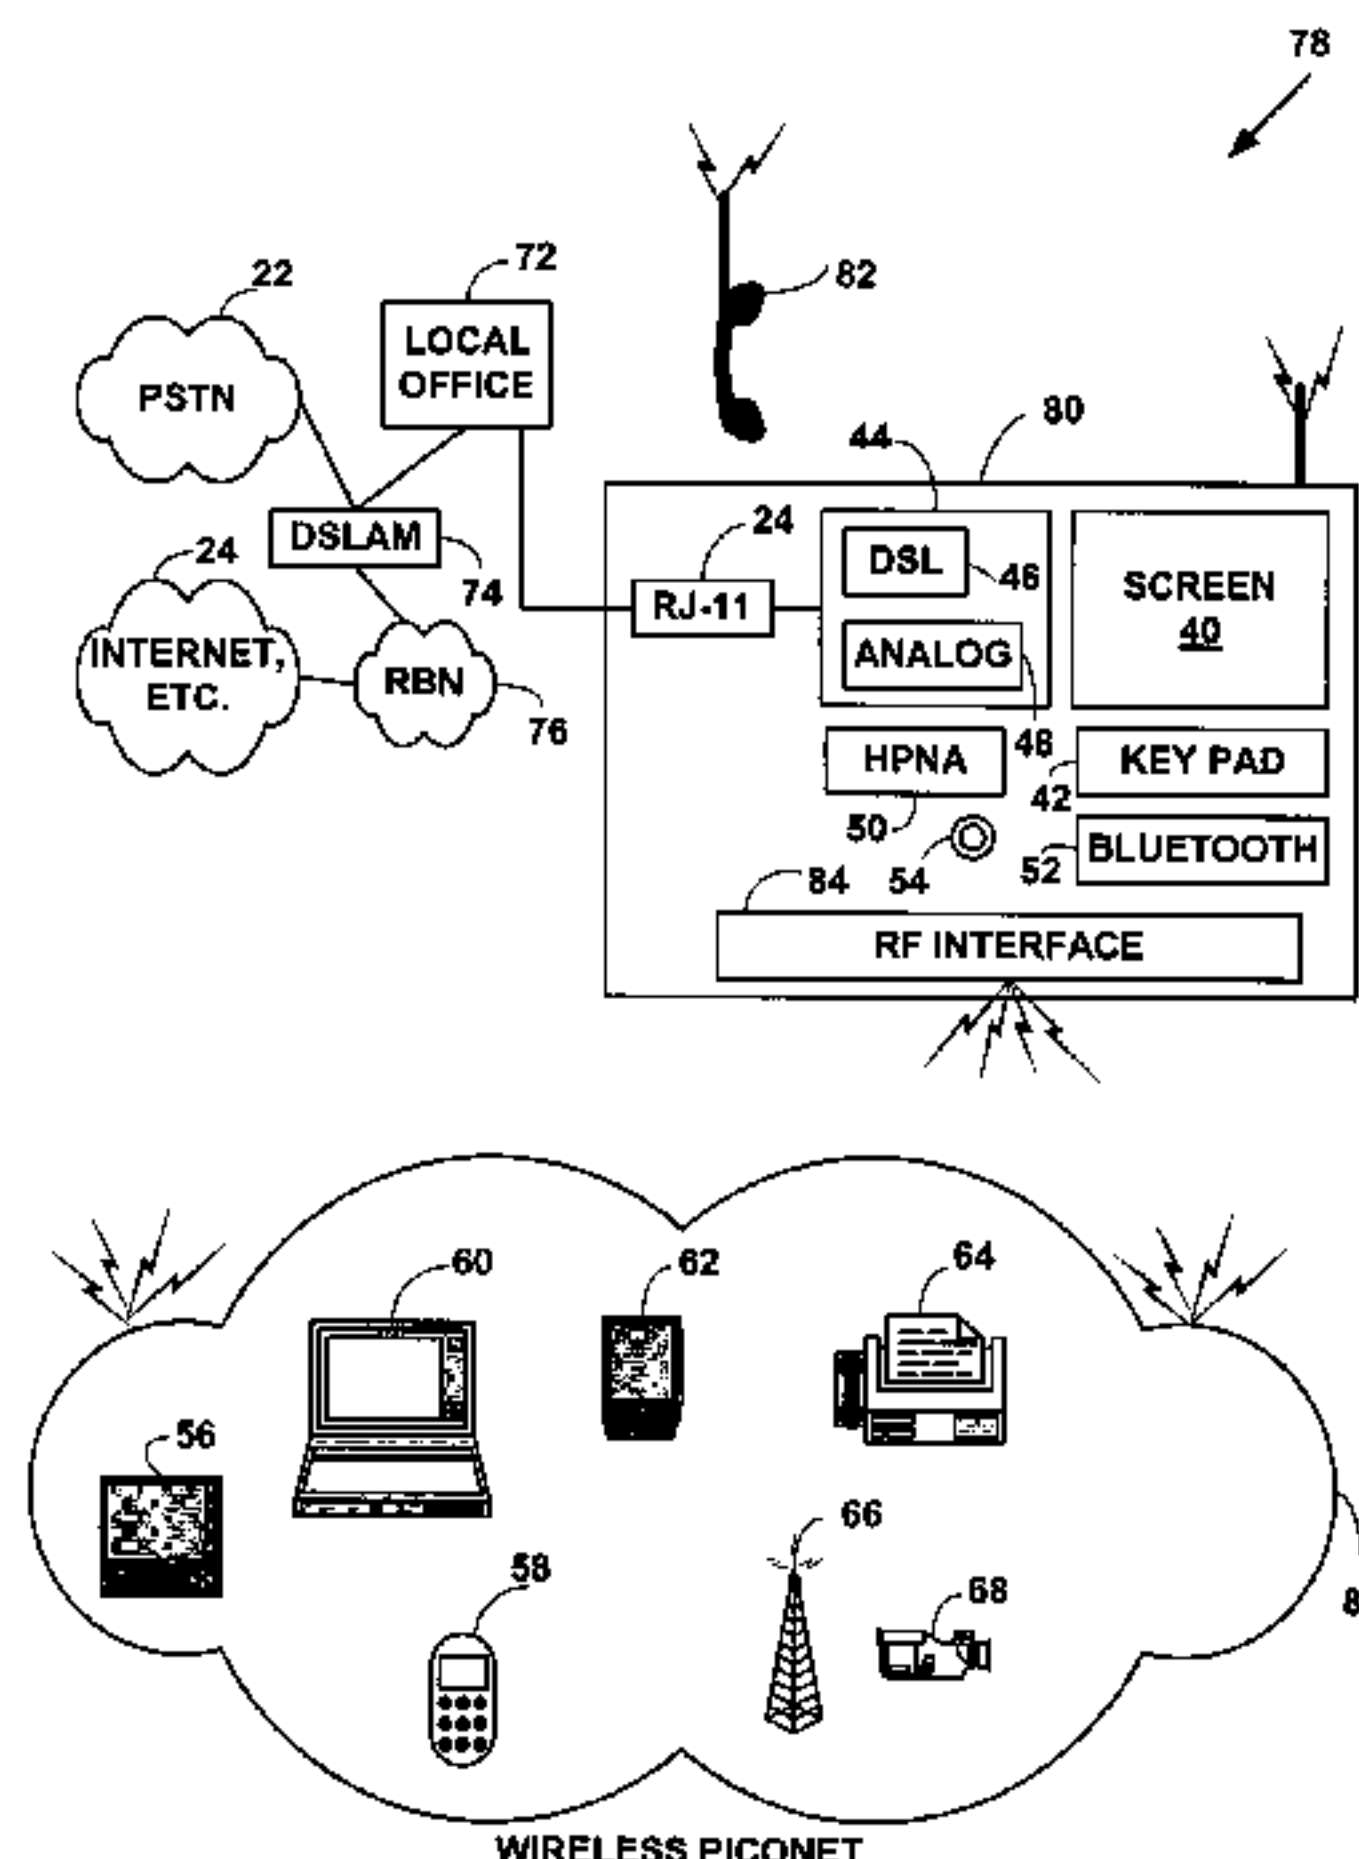 78
72
22
82
LOCAL
OFFICE
PSTN
80
44
24
DSLAM
24
DSL
46
SCREEN
40
74
RJ-11
INTERNET,
ETC.
RBN
ANALOG
76
48
HPNA
KEY PAD
42
50
54
52
BLUETOOTH
84
RF INTERFACE
60
62
64
56
66
58
68
WIRELESS PICONET